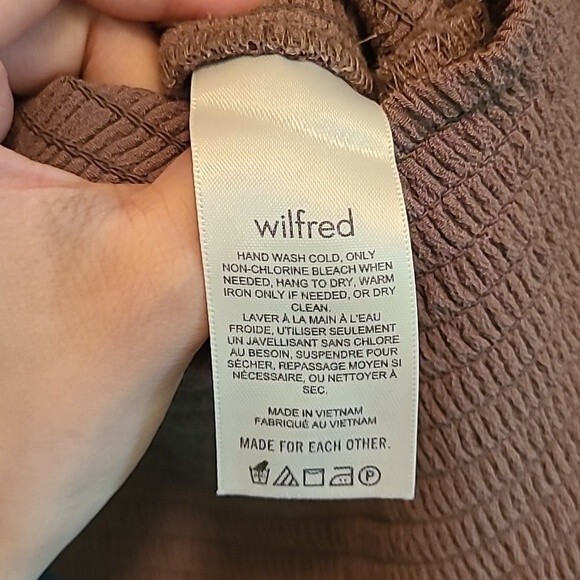 wilfred
HAND WASH COLD, ONLY
NON-CHLORINE BLEACH WHEN
NEEDED, HANG TO DRY, WARM
IRON ONLY IF NEEDED, OR DRY
CLEAN.
LAVER À LA MAIN À L'EAU
FROIDE, UTILISER SEULEMENT
UN JAVELLISANT SANS CHLORE
AU BESOIN, SUSPENDRE POUR
SÉCHER, REPASSAGE MOYEN SI
NÉCESSAIRE, OU NETTOYER À
SEC.
MADE IN VIETNAM
FABRIQUÉ AU VIETNAM
MADE FOR EACH OTHER.
P